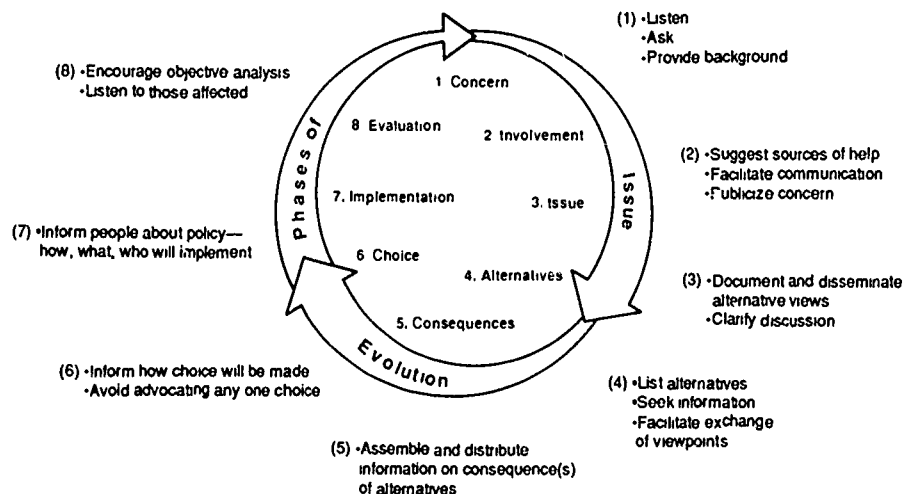 (1) •Listen
•Ask
•Provide background
(8) •Encourage objective analysis
•Listen to those affected
1 Concern
8 Evaluation
2 Involvement
(2) •Suggest sources of help
•Facilitate communication
•Publicize concern
7. Implementation
3. Issue
Phases of
Issue
(7) •Inform people about policy—
how, what, who will implement
6 Choice
4. Alternatives
(3) •Document and disseminate
alternative views
•Clarify discussion
5. Consequences
Evolution
(6) •Inform how choice will be made
•Avoid advocating any one choice
(4) •List alternatives
•Seek information
•Facilitate exchange
of viewpoints
(5) •Assemble and distribute
information on consequence(s)
of alternatives